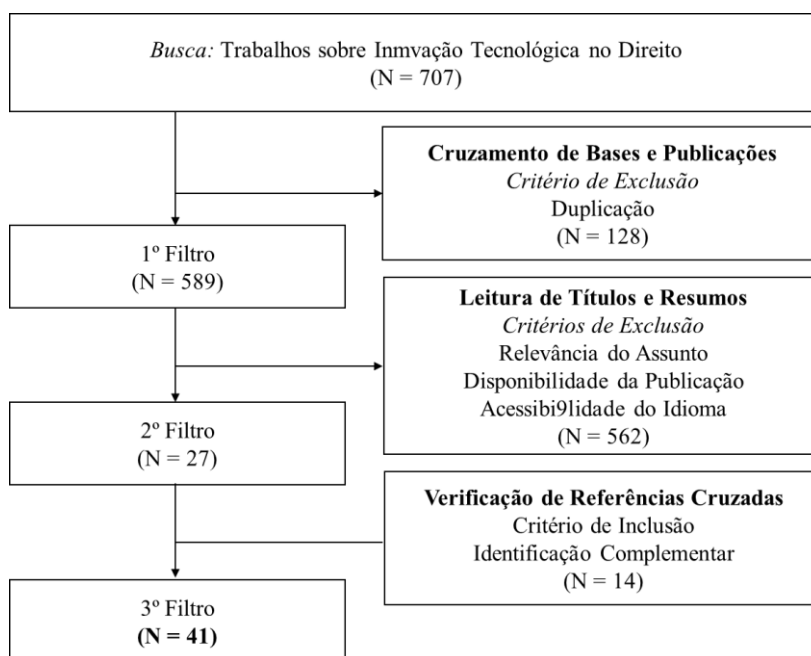 Busca: Trabalhos sobre Inmvação Tecnológica no Direito
(N = 707)
Cruzamento de Bases e Publicações
Critério de Exclusão
Duplicação
(N = 128)
1º Filtro
(N = 589)
Leitura de Títulos e Resumos
Critérios de Exclusão
Relevância do Assunto
Disponibilidade da Publicação
Acessibi9lidade do Idioma
(N = 562)
2º Filtro
(N = 27)
Verificação de Referências Cruzadas
Critério de Inclusão
Identificação Complementar
(N = 14)
3º Filtro
(N = 41)